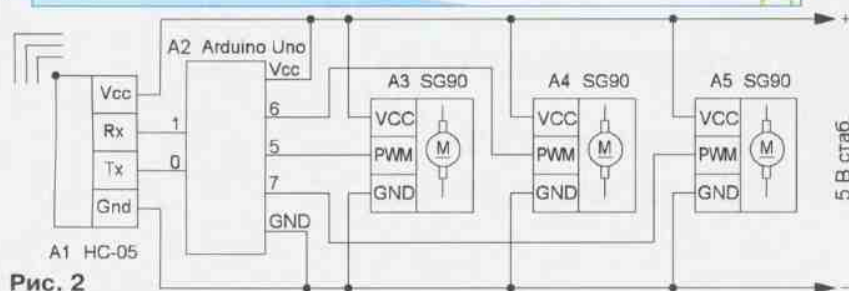 A2 Arduino Uno
Vcc
6
5
7
GND
1
0
Vcc
Rx
Tx
Gnd
A1 HC-05
A3 SG90
VCC
PWM
GND
M
A4 SG90
VCC
PWM
GND
M
A5 SG90
VCC
PWM
GND
M
+
5 В стаб.
−
Рис. 2